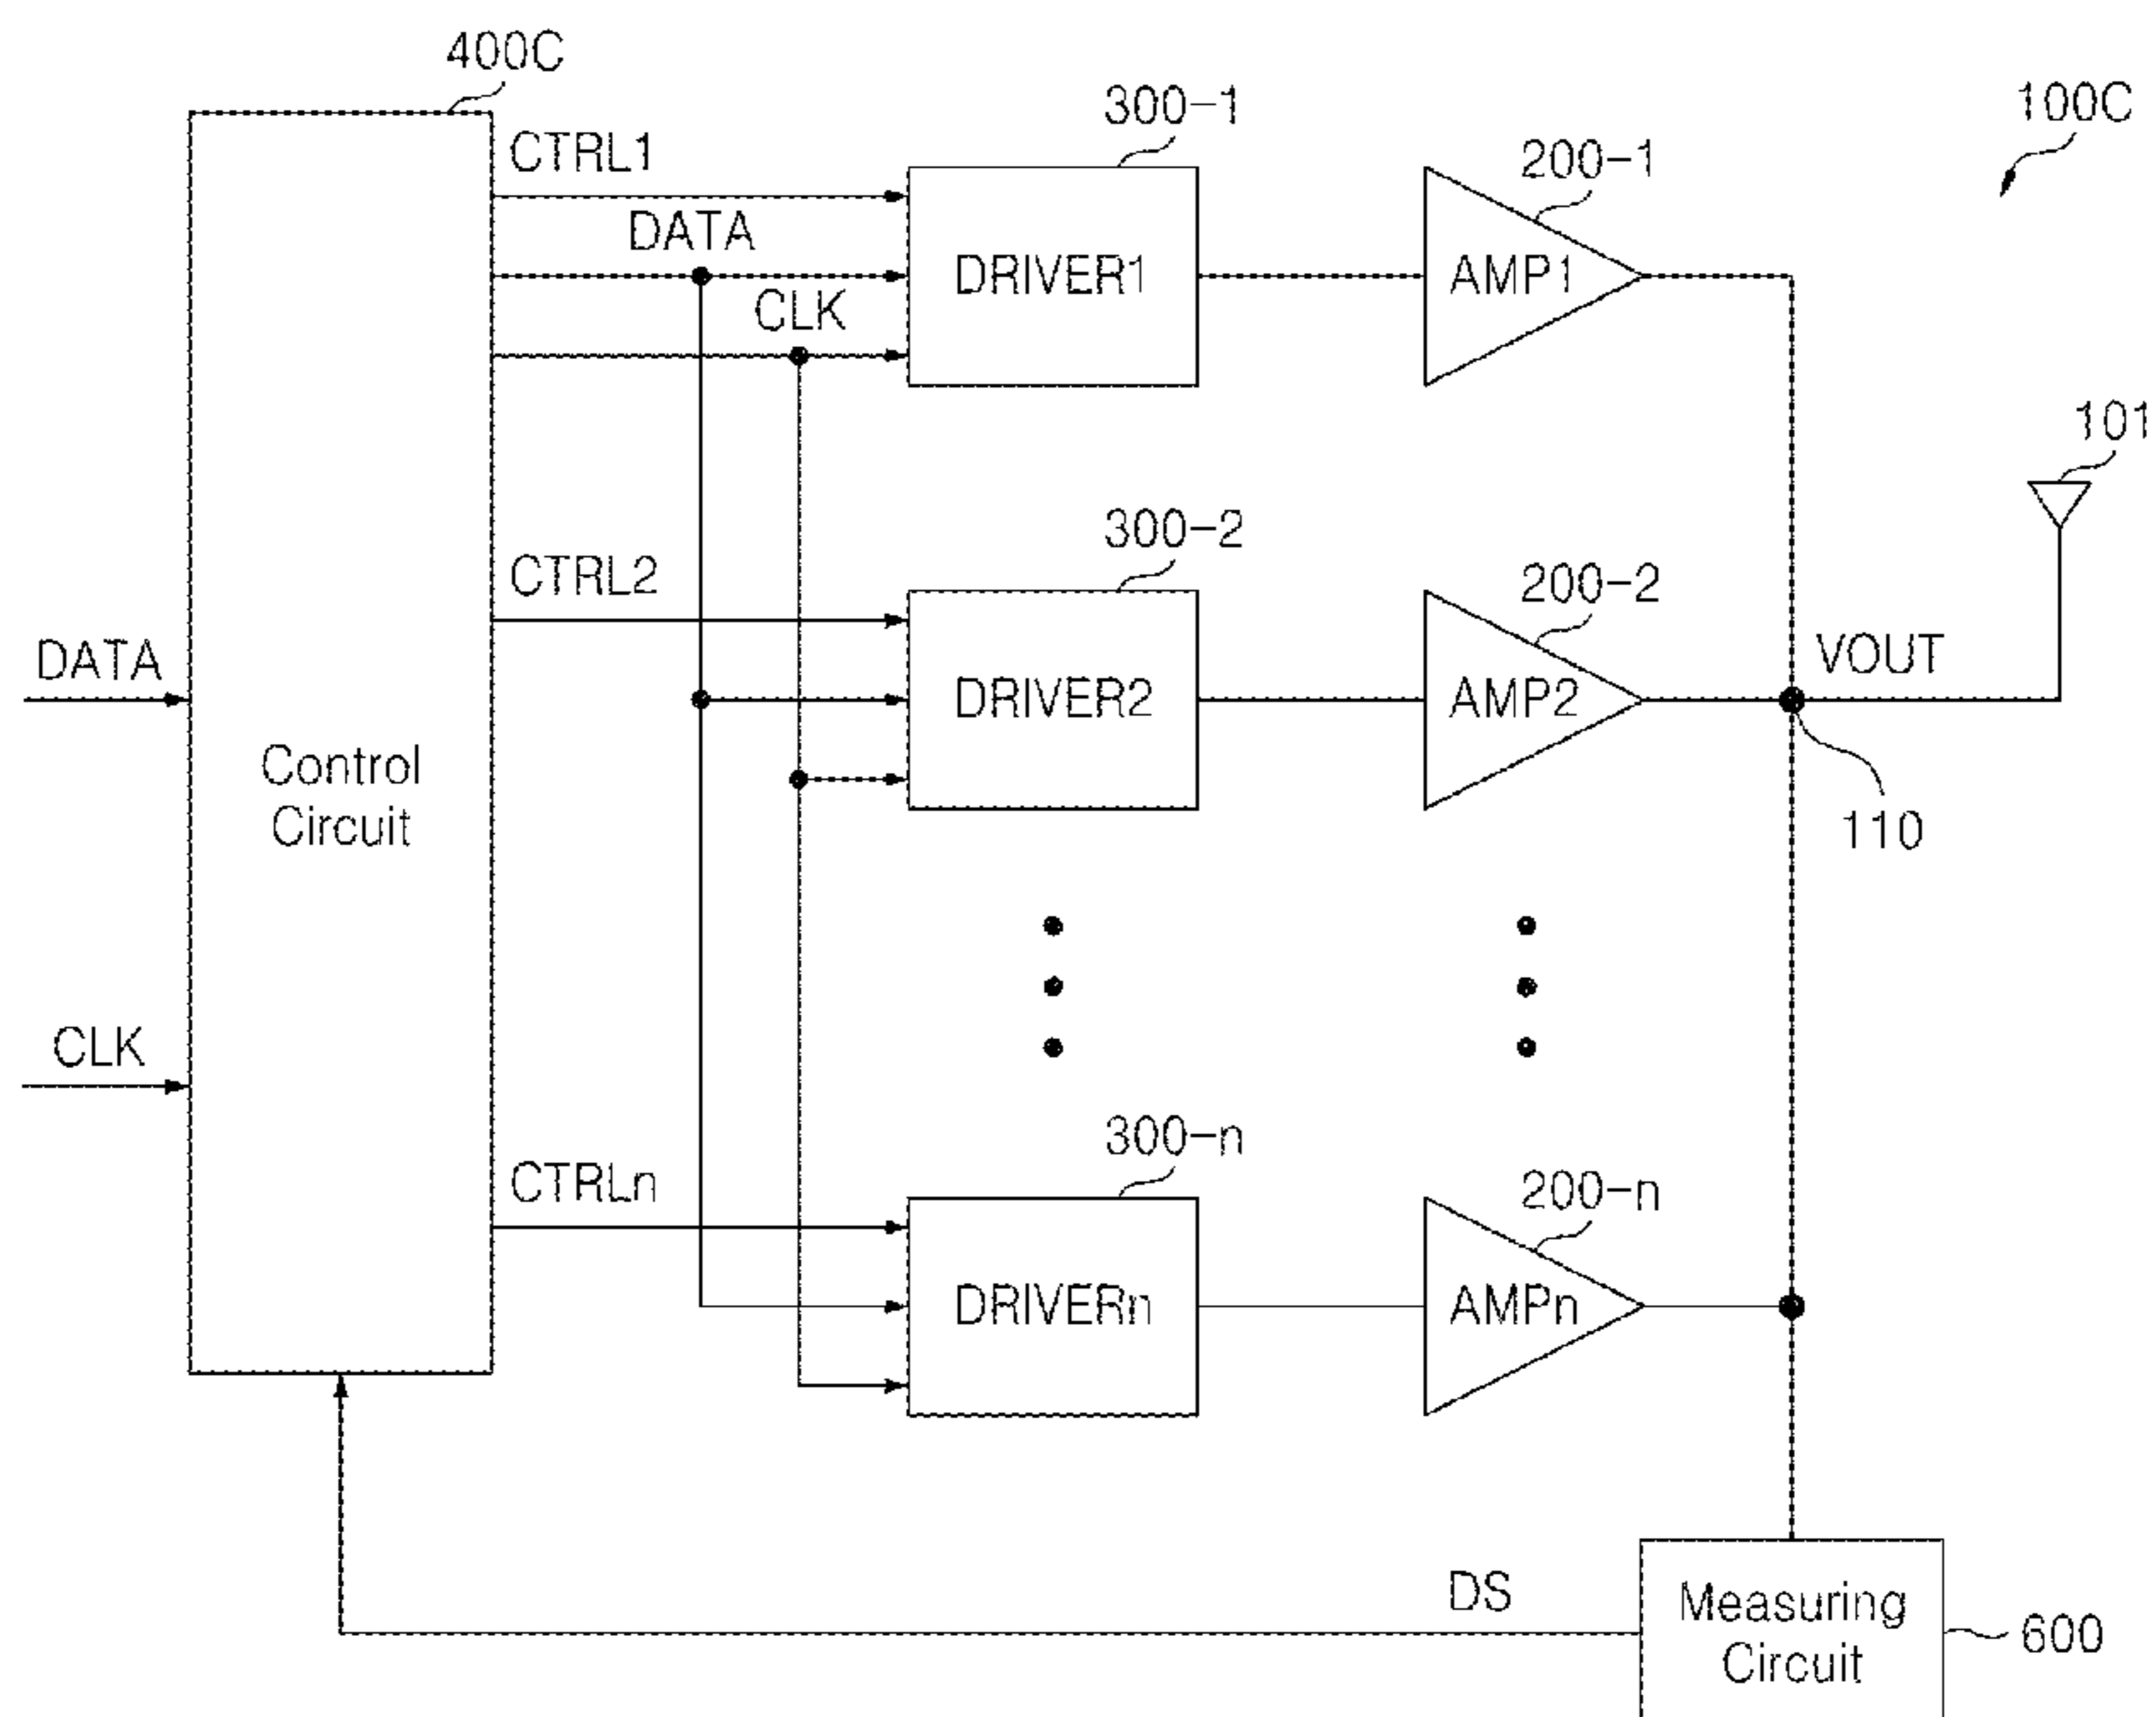 400C
300-1
100C
CTRL1
200-1
DATA
DRIVER1
AMP1
CLK
101
300-2
CTRL2
200-2
DATA
VOUT
DRIVER2
AMP2
Control
Circuit
110
CLK
300-n
CTRLn
200-n
DRIVERn
AMPn
DS
Measuring
Circuit
600